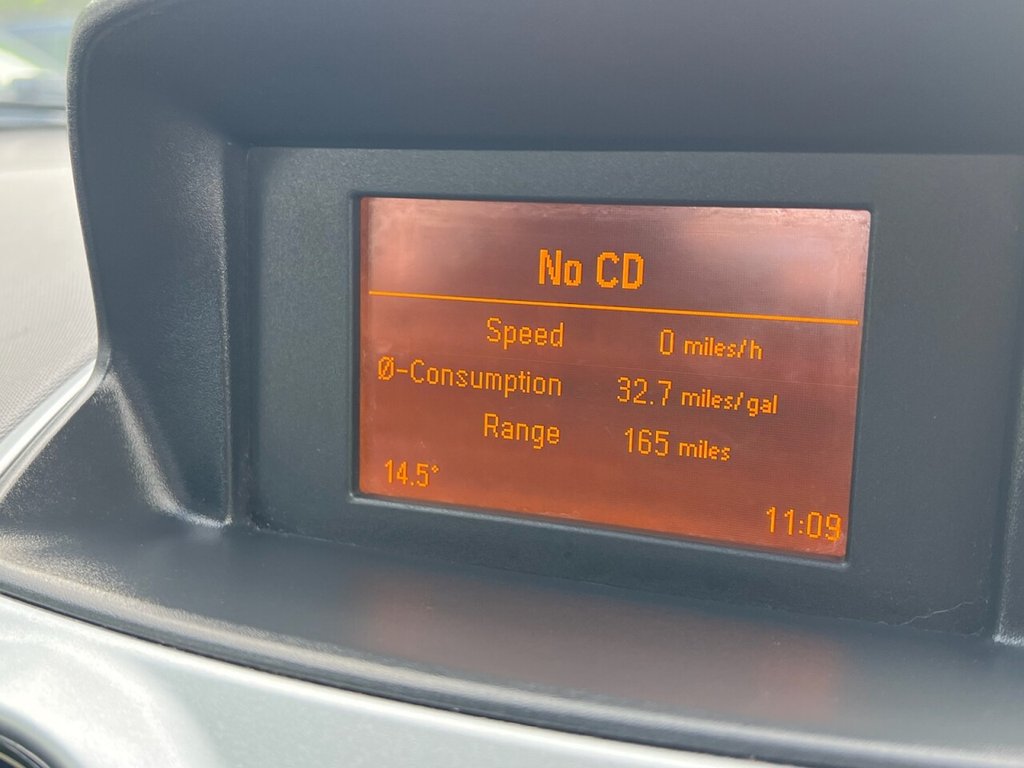 No CD
Speed 0 miles/h
Ø-Consumption 32.7 miles/gal
Range 165 miles
14.5° 11:09